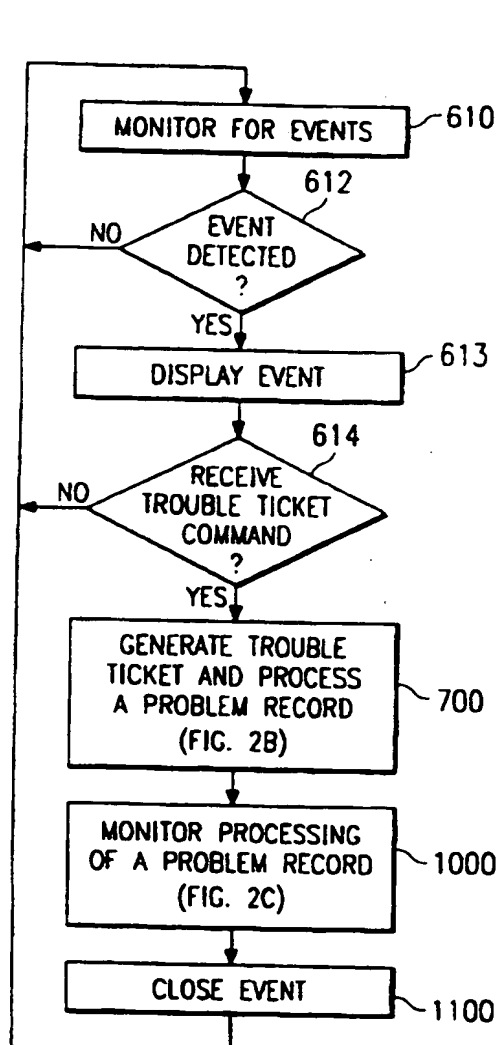 MONITOR FOR EVENTS
610
612
EVENT
DETECTED
?
NO
YES
DISPLAY EVENT
613
614
RECEIVE
TROUBLE TICKET
COMMAND
?
NO
YES
GENERATE TROUBLE
TICKET AND PROCESS
A PROBLEM RECORD
(FIG. 2B)
700
MONITOR PROCESSING
OF A PROBLEM RECORD
(FIG. 2C)
1000
CLOSE EVENT
1100